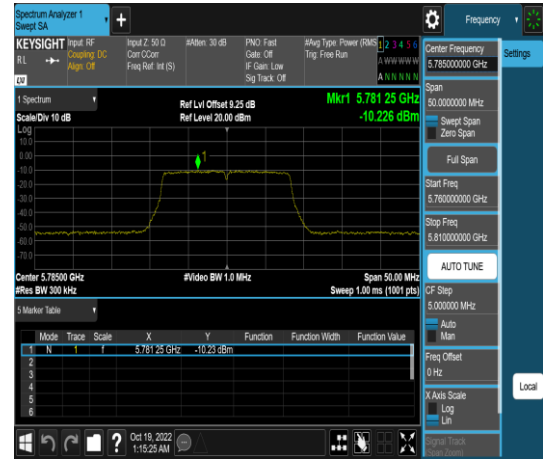 Spectrum Analyzer 1
Swept SA
+
Frequency
KEYSIGHT
RL
Input: RF
Coupling: DC
Align: Off
Input Z: 50 Ω
Corr CCorr
Freq Ref: Int (S)
#Atten: 30 dB
PNO: Fast
Gate: Off
IF Gain: Low
Sig Track: Off
#Avg Type: Power (RMS)
Trig: Free Run
1 2 3 4 5 6
A WW WW W
A N N N N N
LXI
1 Spectrum
Scale/Div 10 dB
Ref Lvl Offset 9.25 dB
Ref Level 20.00 dBm
Mkr1 5.781 25 GHz
-10.226 dBm
Log
10.0
0.00
-10.0
-20.0
-30.0
-40.0
-50.0
-60.0
-70.0
1
Center 5.78500 GHz
#Res BW 300 kHz
#Video BW 1.0 MHz
Span 50.00 MHz
Sweep 1.00 ms (1001 pts)
5 Marker Table
Mode Trace Scale X Y Function Function Width Function Value
1 N 1 f 5.781 25 GHz -10.23 dBm
2
3
4
5
6
Oct 19, 2022
1:15:25 AM
?
Center Frequency
5.785000000 GHz
Settings
Span
50.0000000 MHz
Swept Span
Zero Span
Full Span
Start Freq
5.760000000 GHz
Stop Freq
5.810000000 GHz
AUTO TUNE
CF Step
5.000000 MHz
Auto
Man
Freq Offset
0 Hz
X Axis Scale
Log
Lin
Local
Signal Track
(Span Zoom)